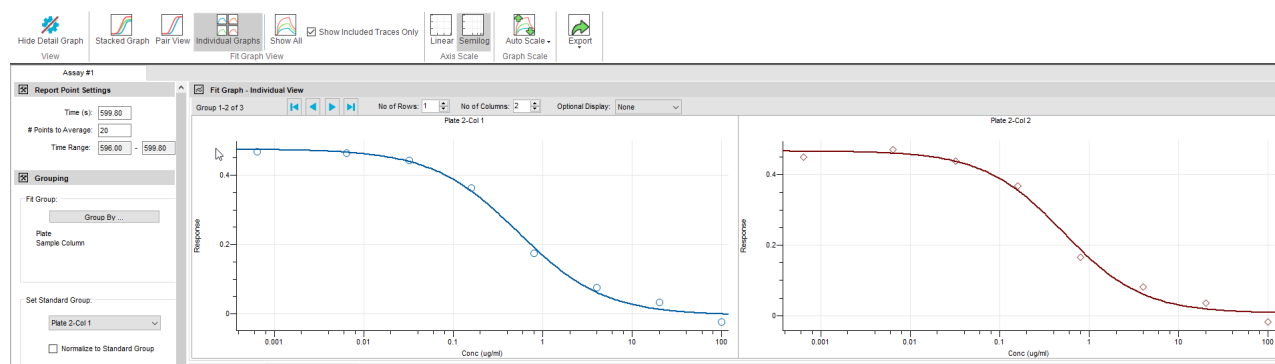 Hide Detail Graph
Stacked Graph
Pair View
Individual Graphs
Show All
Show Included Traces Only
Linear
Semilog
Auto Scale
Export
View
Fit Graph View
Axis Scale
Graph Scale
Assay #1
Report Point Settings
Time (s): 599.80
# Points to Average: 20
Time Range: 596.00 - 599.80
Grouping
Fit Group:
Group By ...
Plate
Sample Column
Set Standard Group:
Plate 2-Col 1
Normalize to Standard Group
Fit Graph - Individual View
Group 1-2 of 3
No of Rows: 1
No of Columns: 2
Optional Display: None
Plate 2-Col 1
Response
0.4
0.2
0
0.001 0.01 0.1 1 10 100
Conc (ug/ml)
Plate 2-Col 2
Response
0.4
0.2
0
0.001 0.01 0.1 1 10 100
Conc (ug/ml)